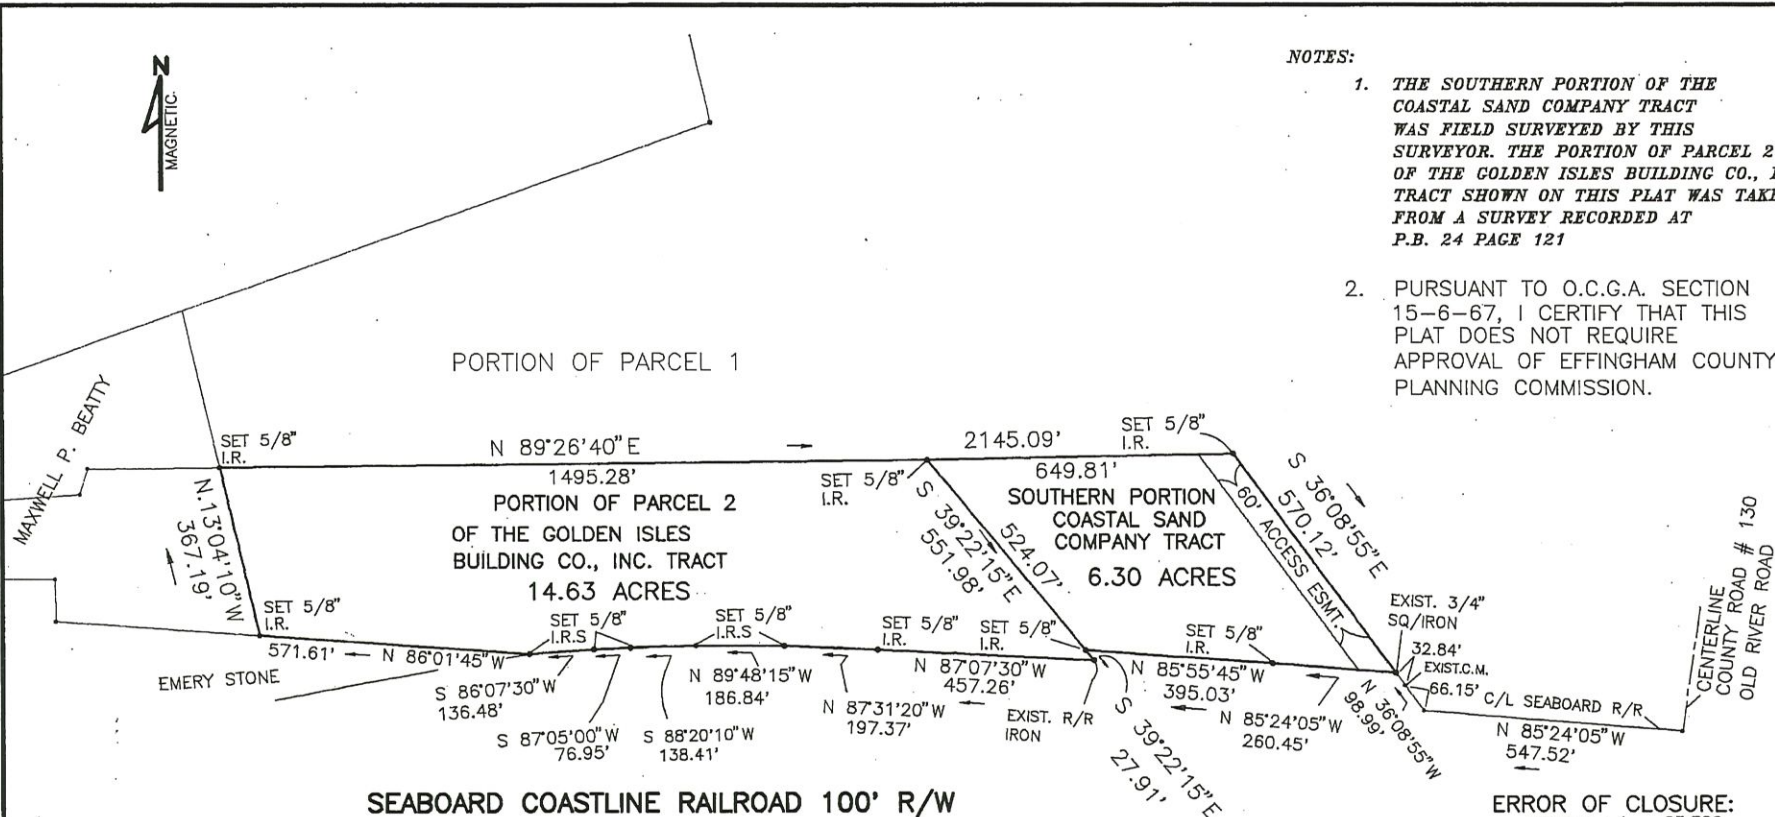 N
MAGNETIC
NOTES:
1. THE SOUTHERN PORTION OF THE
COASTAL SAND COMPANY TRACT
WAS FIELD SURVEYED BY THIS
SURVEYOR. THE PORTION OF PARCEL 2
OF THE GOLDEN ISLES BUILDING CO.,
TRACT SHOWN ON THIS PLAT WAS
FROM A SURVEY RECORDED AT
P.B. 24 PAGE 121
2. PURSUANT TO O.C.G.A. SECTION
15-6-67, I CERTIFY THAT THIS
PLAT DOES NOT REQUIRE
APPROVAL OF EFFINGHAM COUNTY
PLANNING COMMISSION.
PORTION OF PARCEL 1
MAXWELL P. BEATTY
SET 5/8"
I.R.
N 89°26'40" E
1495.28'
2145.09'
649.81'
SET 5/8"
I.R.
SET 5/8"
I.R.
N.13°04'10"W
367.19'
PORTION OF PARCEL 2
OF THE GOLDEN ISLES
BUILDING CO., INC. TRACT
14.63 ACRES
S 39°22'15"E
551.98'
524.07'
SOUTHERN PORTION
COASTAL SAND
COMPANY TRACT
6.30 ACRES
60' ACCESS ESMT.
S 36°08'55"E
570.12'
CENTERLINE
COUNTY ROAD # 130
OLD RIVER ROAD
SET 5/8"
I.R.
SET 5/8"
I.R.S
SET 5/8"
I.R.S
SET 5/8"
I.R.
SET 5/8"
I.R.
SET 5/8"
I.R.
EXIST. 3/4"
SQ/IRON
32.84'
EXIST.C.M.
66.15'
C/L SEABOARD R/R
571.61'
N 86°01'45"W
EMERY STONE
S 86°07'30"W
136.48'
S 87°05'00"W
76.95'
S 88°20'10"W
138.41'
N 89°48'15"W
186.84'
N 87°31'20"W
197.37'
N 87°07'30"W
457.26'
EXIST. R/R
IRON
S 39°22'15"E
27.91'
N 85°55'45"W
395.03'
N 85°24'05"W
260.45'
N 36°08'55"W
98.99'
N 85°24'05"W
547.52'
SEABOARD COASTLINE RAILROAD 100' R/W
ERROR OF CLOSURE: